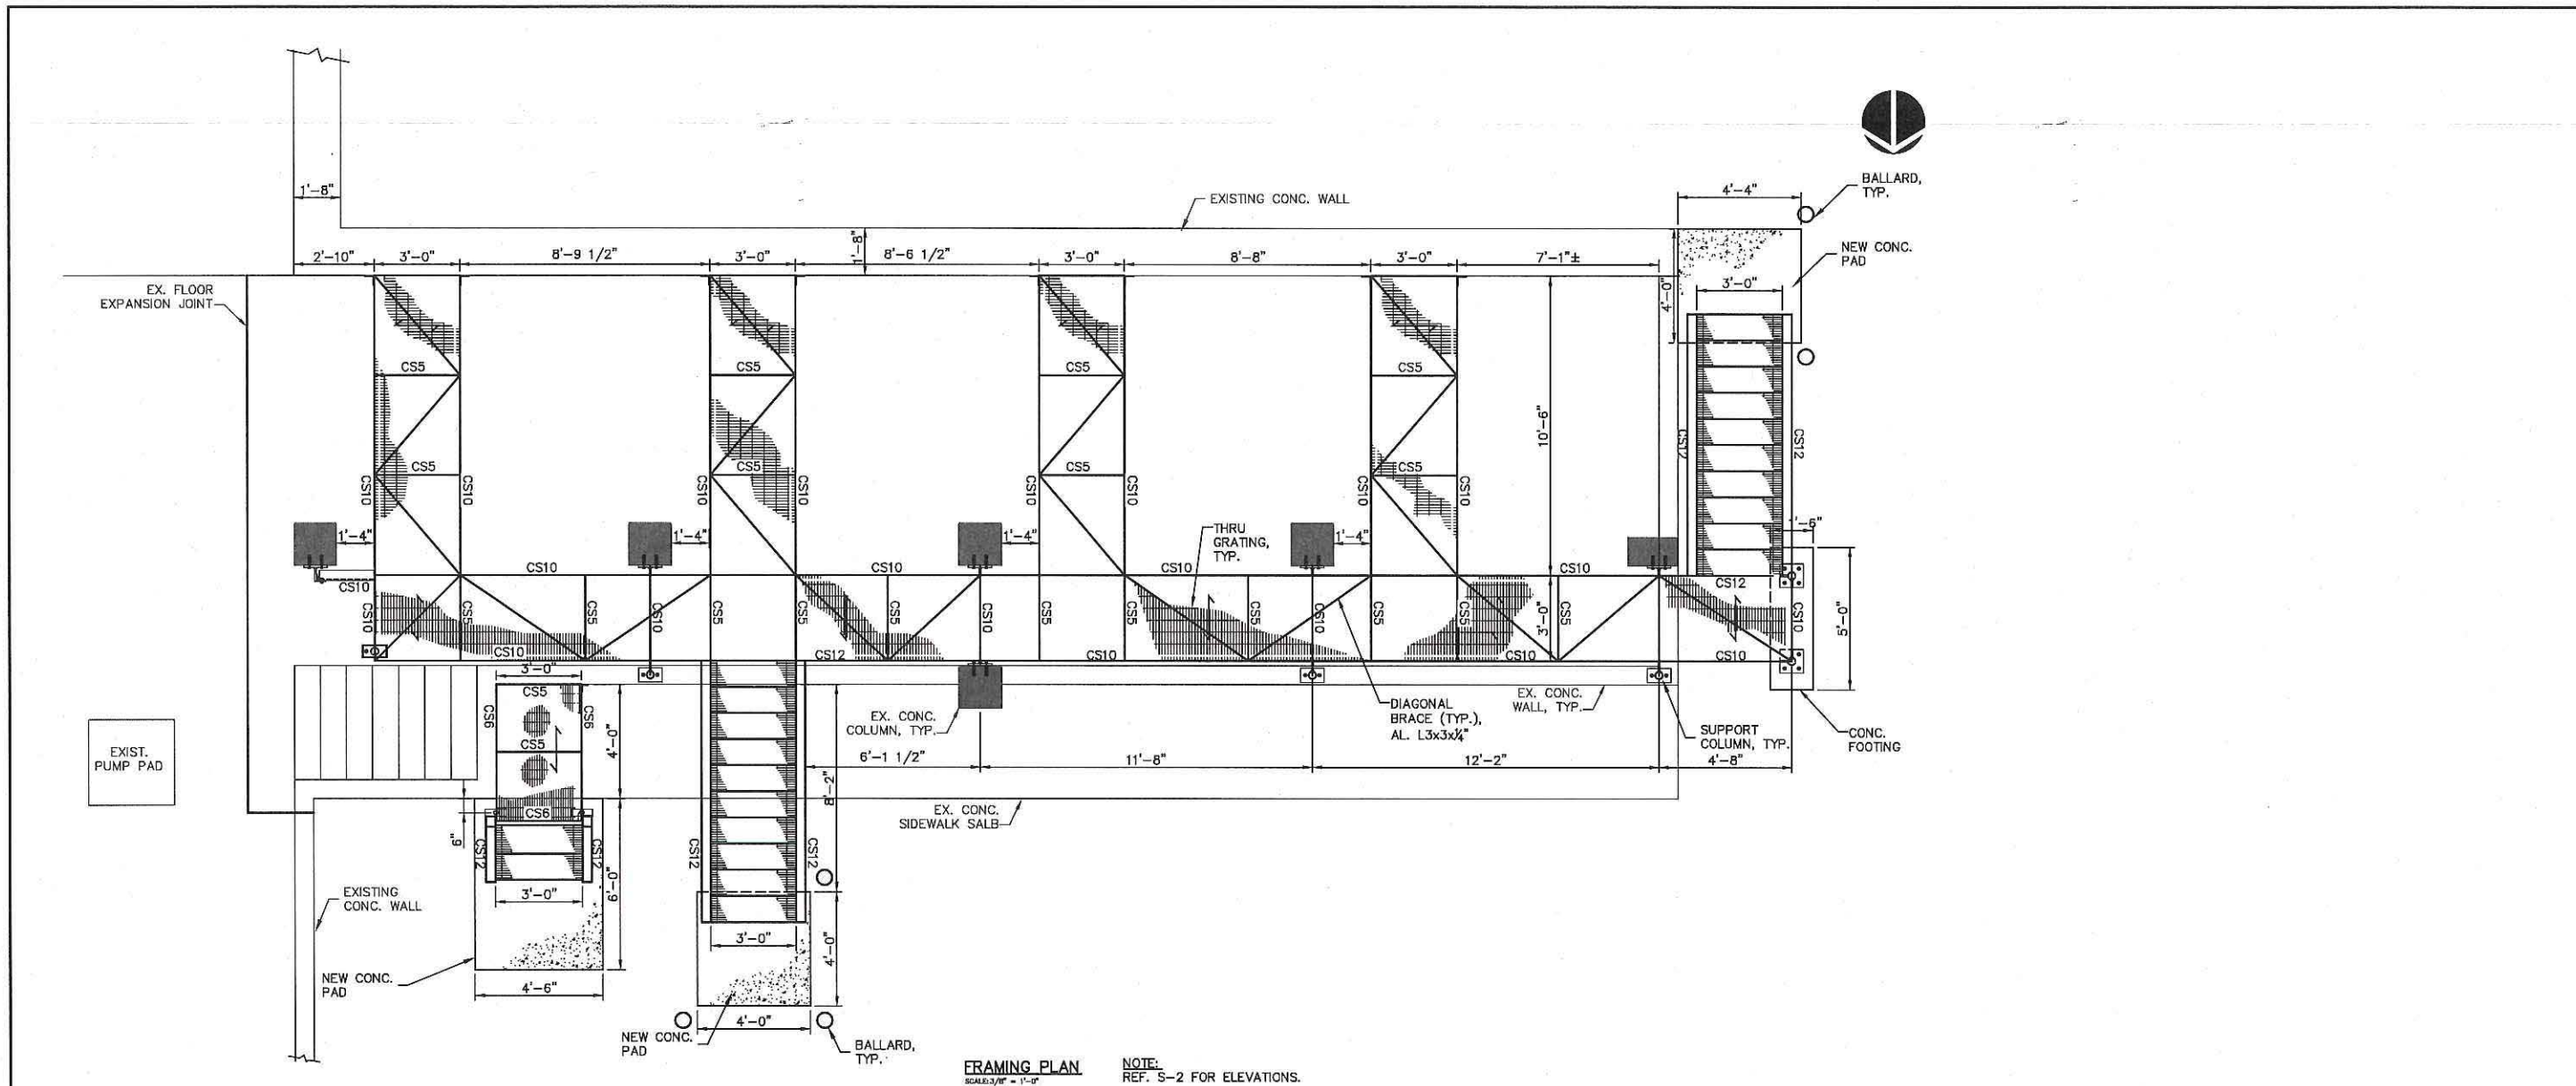 1'-8"
EXISTING CONC. WALL
4'-4"
BALLARD,
TYP.
NEW CONC.
PAD
2'-10"
3'-0"
8'-9 1/2"
3'-0"
1'-8"
8'-6 1/2"
3'-0"
8'-8"
3'-0"
7'-1"±
EX. FLOOR
EXPANSION JOINT
4'-0"
3'-0"
CS5
CS5
CS5
CS5
10'-6"
CS12
CS12
CS5
CS5
CS5
CS5
CS10
CS10
CS10
CS10
CS10
CS10
CS10
CS10
1'-4"
1'-4"
1'-4"
1'-4"
THRU
GRATING,
TYP.
1'-6"
CS10
CS10
CS10
CS10
CS10
CS12
CS10
CS5
CS5
CS10
CS5
CS5
CS5
CS10
CS5
CS5
CS5
CS10
CS5
CS5
CS5
3'-0"
CS10
5'-0"
CS10
CS12
CS10
CS10
CS10
3'-0"
CS5
CS6
CS6
CS5
4'-0"
EX. CONC.
COLUMN, TYP.
DIAGONAL
BRACE (TYP.),
AL. L3x3x1/4"
EX. CONC.
WALL, TYP.
SUPPORT
COLUMN, TYP.
CONC.
FOOTING
EXIST.
PUMP PAD
6'-1 1/2"
11'-8"
12'-2"
4'-8"
8'-2"
EX. CONC.
SIDEWALK SALB
CS6
9"
CS12
CS12
CS12
CS12
EXISTING
CONC. WALL
3'-0"
6'-0"
3'-0"
4'-0"
NEW CONC.
PAD
4'-6"
NEW CONC.
PAD
4'-0"
BALLARD,
TYP.
FRAMING PLAN
SCALE:3/8" = 1'-0"
NOTE:
REF. S-2 FOR ELEVATIONS.